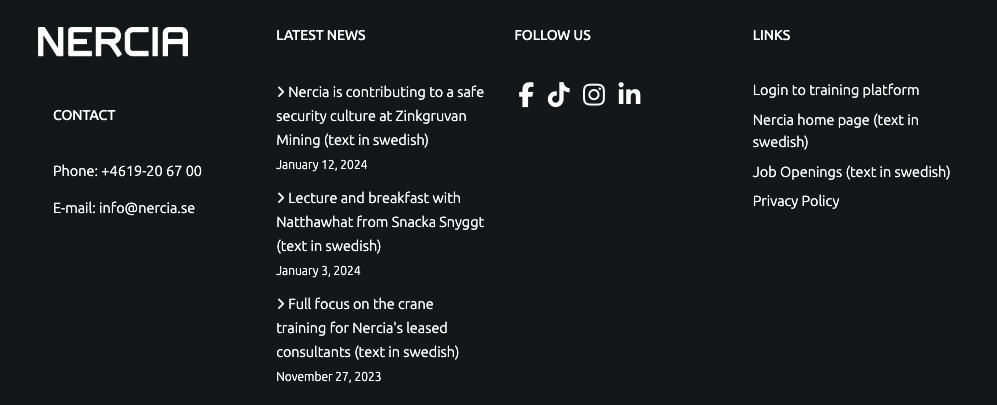 NERCIA
CONTACT
Phone: +4619-20 67 00
E-mail: info@nercia.se
LATEST NEWS
Nercia is contributing to a safe
security culture at Zinkgruvan
Mining (text in swedish)
January 12, 2024
Lecture and breakfast with
Natthawhat from Snacka Snyggt
(text in swedish)
January 3, 2024
Full focus on the crane
training for Nercia's leased
consultants (text in swedish)
November 27, 2023
FOLLOW US
LINKS
Login to training platform
Nercia home page (text in
swedish)
Job Openings (text in swedish)
Privacy Policy